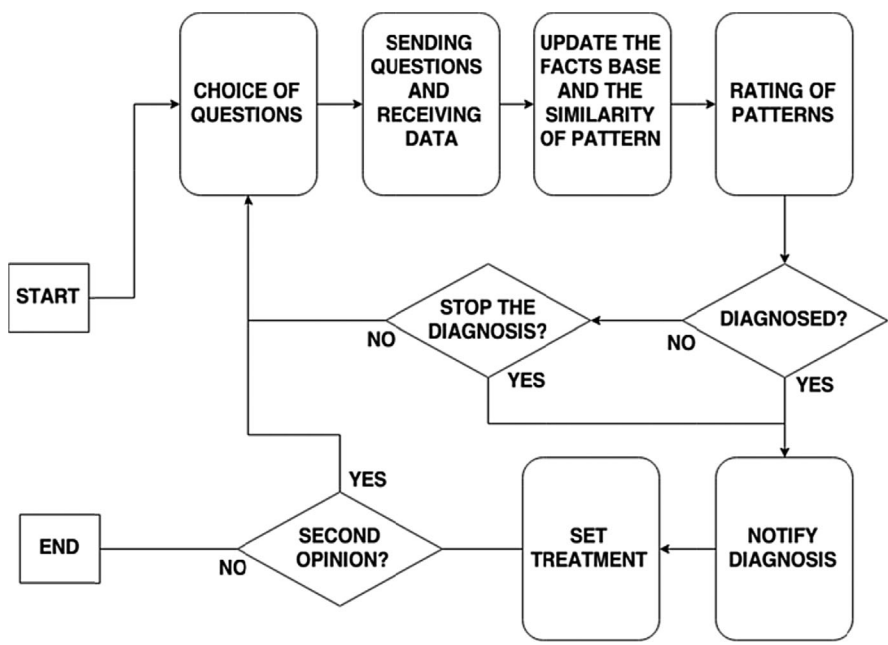 CHOICE OF
QUESTIONS
SENDING
QUESTIONS
AND
RECEIVING
DATA
UPDATE THE
FACTS BASE
AND THE
SIMILARITY
OF PATTERN
RATING OF
PATTERNS
START
STOP THE
DIAGNOSIS?
NO
YES
DIAGNOSED?
NO
YES
YES
END
NO
SECOND
OPINION?
SET
TREATMENT
NOTIFY
DIAGNOSIS